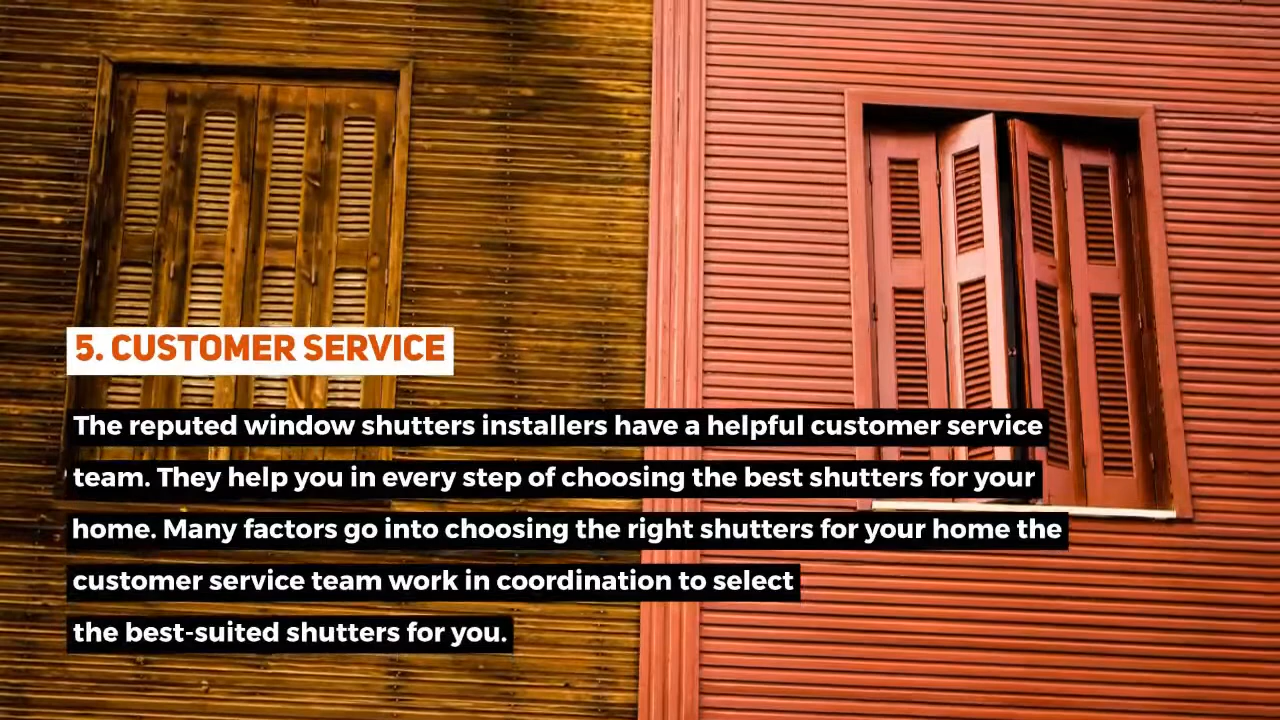 5. CUSTOMER SERVICE
The reputed window shutters installers have a helpful customer service
team. They help you in every step of choosing the best shutters for your
home. Many factors go into choosing the right shutters for your home the
customer service team work in coordination to select
the best-suited shutters for you.